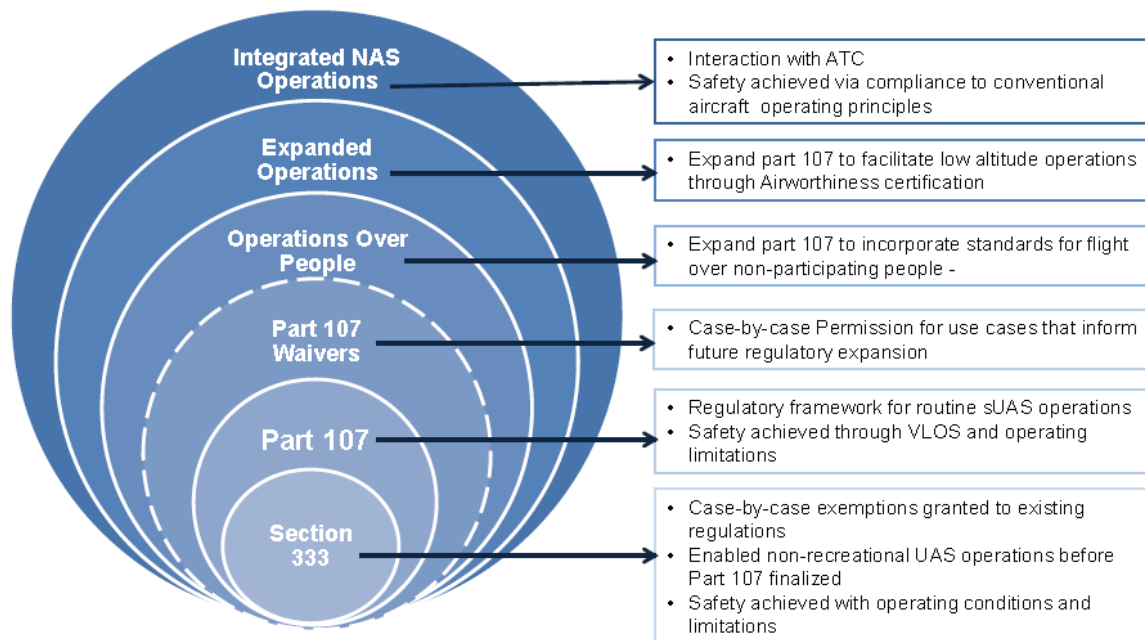 Integrated NAS
Operations
• Interaction with ATC
• Safety achieved via compliance to conventional
aircraft operating principles
Expanded
Operations
• Expand part 107 to facilitate low altitude operations
through Airworthiness certification
Operations Over
People
• Expand part 107 to incorporate standards for flight
over non-participating people -
Part 107
Waivers
• Case-by-case Permission for use cases that inform
future regulatory expansion
Part 107
• Regulatory framework for routine sUAS operations
• Safety achieved through VLOS and operating
limitations
Section
333
• Case-by-case exemptions granted to existing
regulations
• Enabled non-recreational UAS operations before
Part 107 finalized
• Safety achieved with operating conditions and
limitations